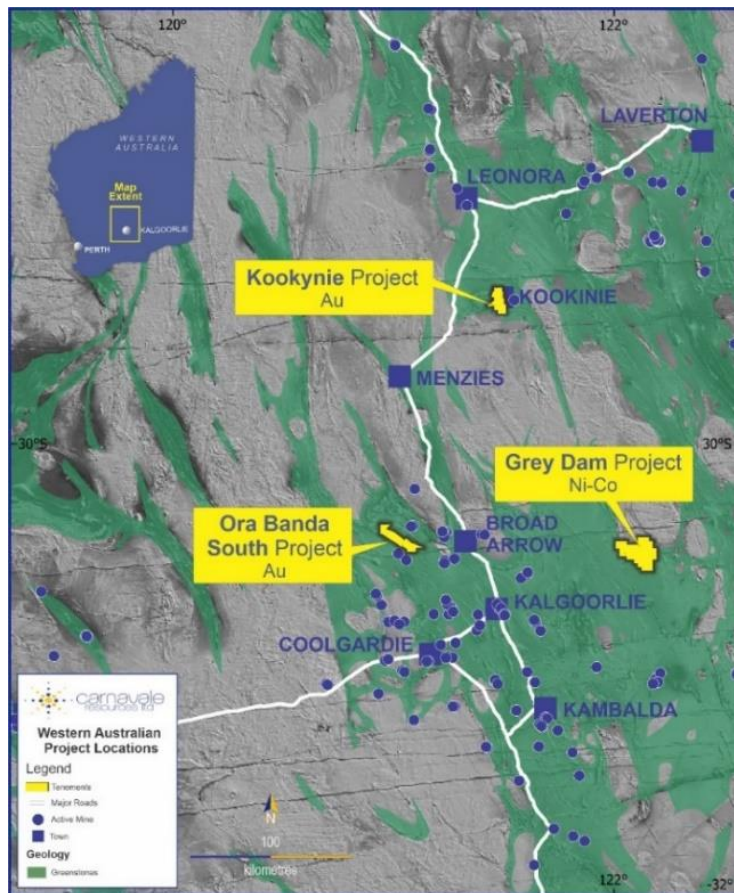 120°
122°
WESTERN
AUSTRALIA
Map
Extent
KALGOORLIE
PERTH
LAVERTON
LEONORA
Kookynie Project
Au
KOOKINIE
MENZIES
30°S
30°S
Grey Dam Project
Ni-Co
Ora Banda
South Project
Au
BROAD
ARROW
KALGOORLIE
COOLGARDIE
KAMBALDA
carnavale
resources ltd
Western Australian
Project Locations
Legend
Tenements
Major Roads
Active Mine
Town
Geology
Greenstones
N
100
kilometres
122°
-32°